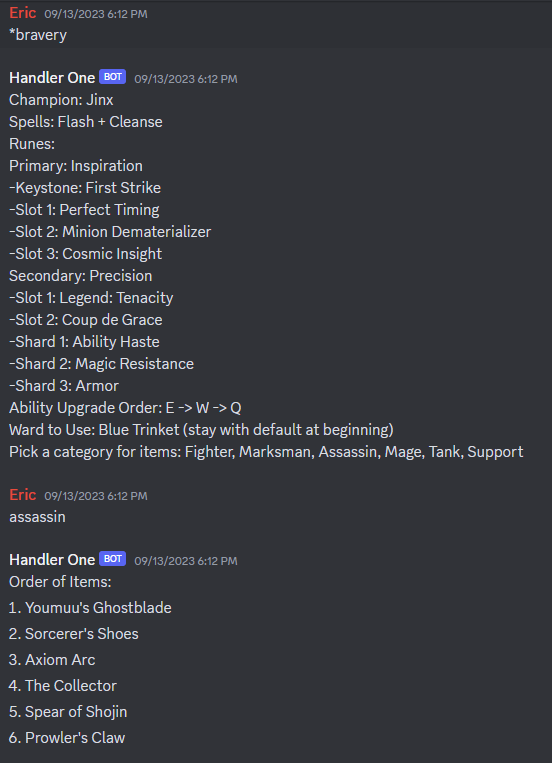 Eric 09/13/2023 6:12 PM
*bravery
Handler One BOT 09/13/2023 6:12 PM
Champion: Jinx
Spells: Flash + Cleanse
Runes:
Primary: Inspiration
-Keystone: First Strike
-Slot 1: Perfect Timing
-Slot 2: Minion Dematerializer
-Slot 3: Cosmic Insight
Secondary: Precision
-Slot 1: Legend: Tenacity
-Slot 2: Coup de Grace
-Shard 1: Ability Haste
-Shard 2: Magic Resistance
-Shard 3: Armor
Ability Upgrade Order: E -> W -> Q
Ward to Use: Blue Trinket (stay with default at beginning)
Pick a category for items: Fighter, Marksman, Assassin, Mage, Tank, Support
Eric 09/13/2023 6:12 PM
assassin
Handler One BOT 09/13/2023 6:12 PM
Order of Items:
1. Youmuu's Ghostblade
2. Sorcerer's Shoes
3. Axiom Arc
4. The Collector
5. Spear of Shojin
6. Prowler's Claw